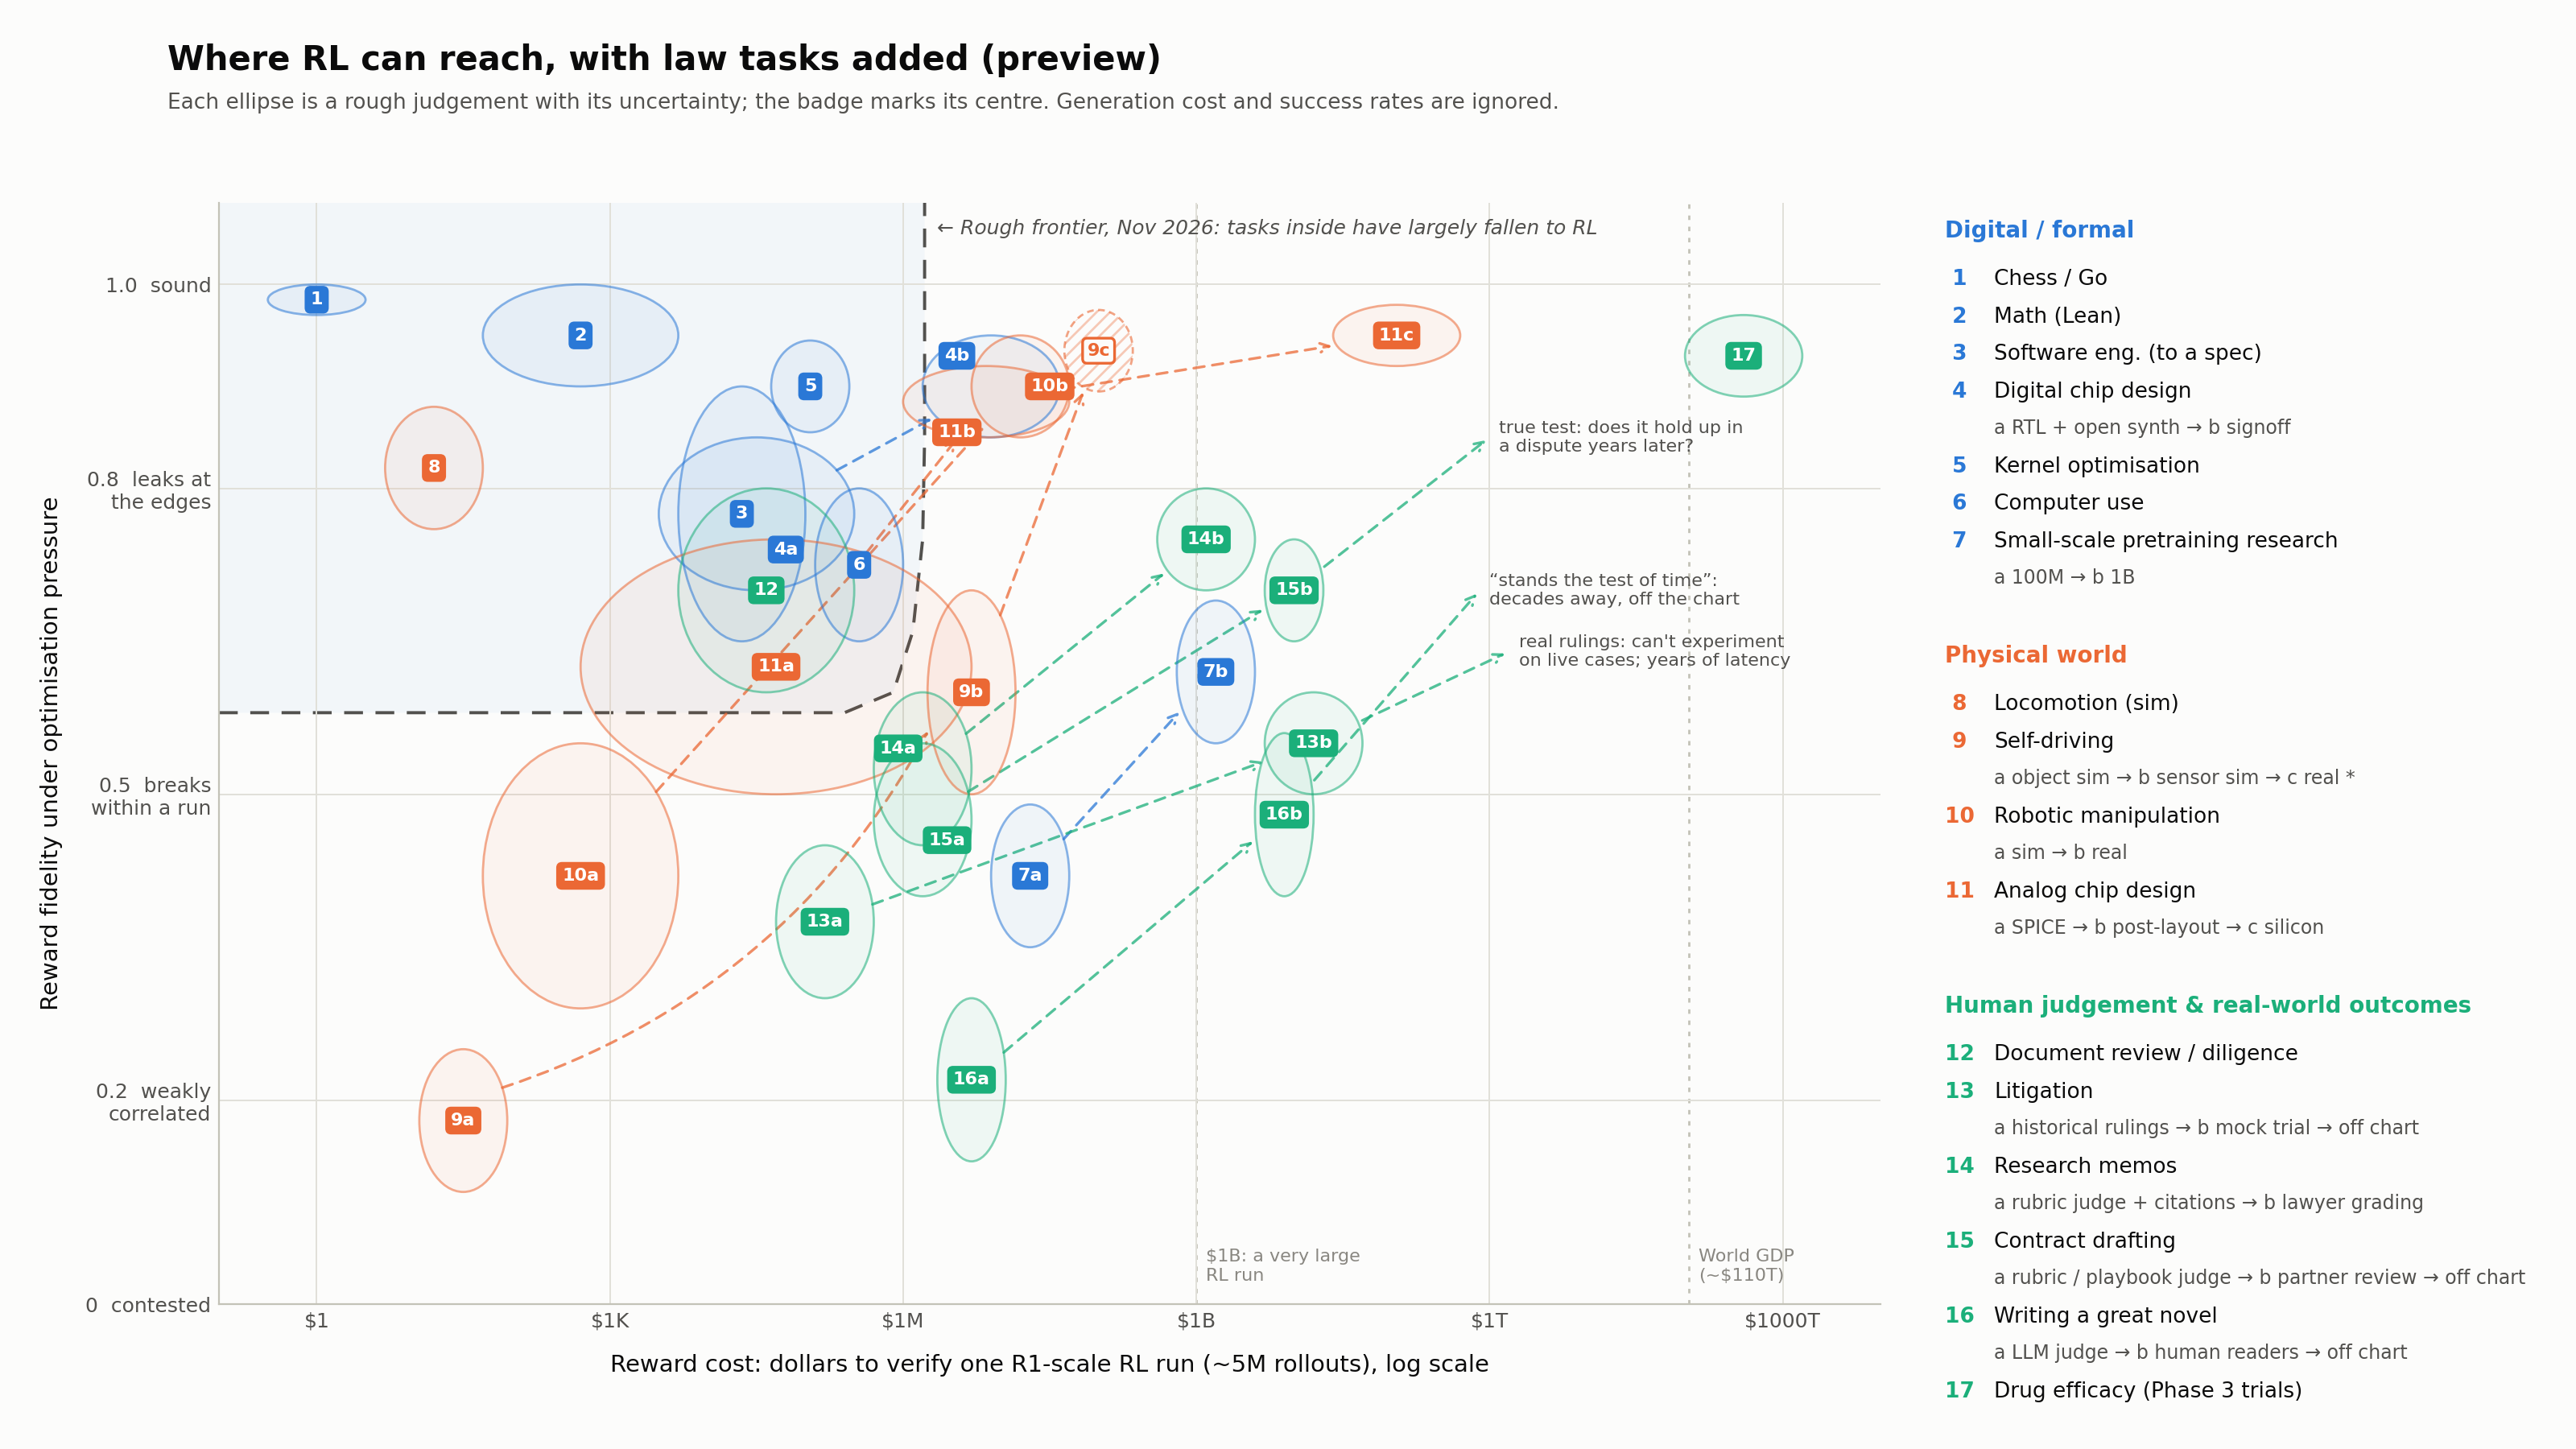 Where RL can reach, with law tasks added (preview)
Each ellipse is a rough judgement with its uncertainty; the badge marks its centre. Generation cost and success rates are ignored.
← Rough frontier, Nov 2026: tasks inside have largely fallen to RL
Reward fidelity under optimisation pressure
1.0 sound
0.8 leaks at
the edges
0.5 breaks
within a run
0.2 weakly
correlated
0 contested
1
2
5
4b
9c
11c
17
10b
11b
8
3
4a
6
12
14b
15b
11a
9b
7b
14a
13b
15a
16b
10a
7a
13a
16a
9a
true test: does it hold up in
a dispute years later?
“stands the test of time”:
decades away, off the chart
real rulings: can't experiment
on live cases; years of latency
$1B: a very large
RL run
World GDP
(~$110T)
$1
$1K
$1M
$1B
$1T
$1000T
Reward cost: dollars to verify one R1-scale RL run (~5M rollouts), log scale
Digital / formal
1 Chess / Go
2 Math (Lean)
3 Software eng. (to a spec)
4 Digital chip design
a RTL + open synth → b signoff
5 Kernel optimisation
6 Computer use
7 Small-scale pretraining research
a 100M → b 1B
Physical world
8 Locomotion (sim)
9 Self-driving
a object sim → b sensor sim → c real *
10 Robotic manipulation
a sim → b real
11 Analog chip design
a SPICE → b post-layout → c silicon
Human judgement & real-world outcomes
12 Document review / diligence
13 Litigation
a historical rulings → b mock trial → off chart
14 Research memos
a rubric judge + citations → b lawyer grading
15 Contract drafting
a rubric / playbook judge → b partner review → off chart
16 Writing a great novel
a LLM judge → b human readers → off chart
17 Drug efficacy (Phase 3 trials)